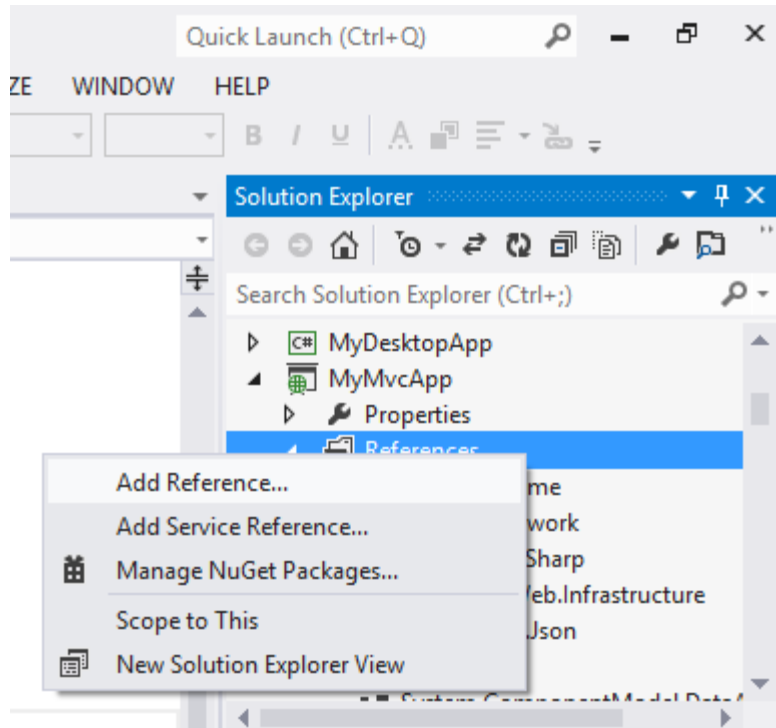 Quick Launch (Ctrl+Q)
ZE WINDOW HELP
B I U A
Solution Explorer
Search Solution Explorer (Ctrl+;)
C# MyDesktopApp
MyMvcApp
Properties
References
Add Reference...
me
Add Service Reference...
work
Sharp
Manage NuGet Packages...
eb.Infrastructure
Scope to This
Json
New Solution Explorer View